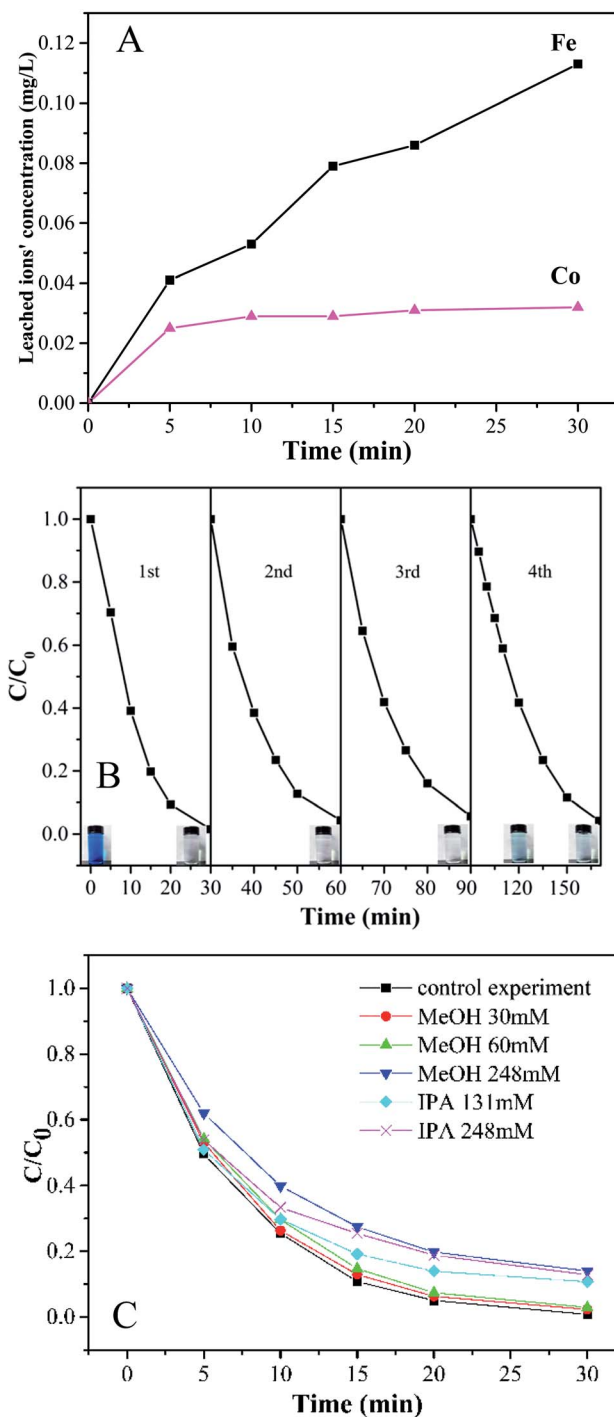 A
Fe
Co
Leached ions' concentration (mg/L)
0.12
0.10
0.08
0.06
0.04
0.02
0.00
0 5 10 15 20 25 30
Time (min)
B
1st 2nd 3rd 4th
C/C0
1.0
0.8
0.6
0.4
0.2
0.0
0 10 20 30 40 50 60 70 80 90 120 150
Time (min)
C
control experiment
MeOH 30mM
MeOH 60mM
MeOH 248mM
IPA 131mM
IPA 248mM
C/C0
1.0
0.8
0.6
0.4
0.2
0.0
0 5 10 15 20 25 30
Time (min)